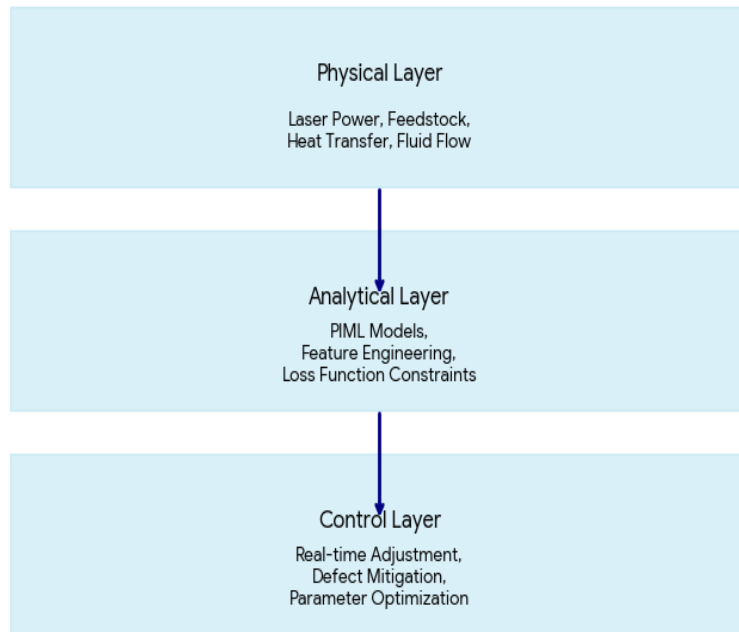 Physical Layer
Laser Power, Feedstock,
Heat Transfer, Fluid Flow
Analytical Layer
PIML Models,
Feature Engineering,
Loss Function Constraints
Control Layer
Real-time Adjustment,
Defect Mitigation,
Parameter Optimization